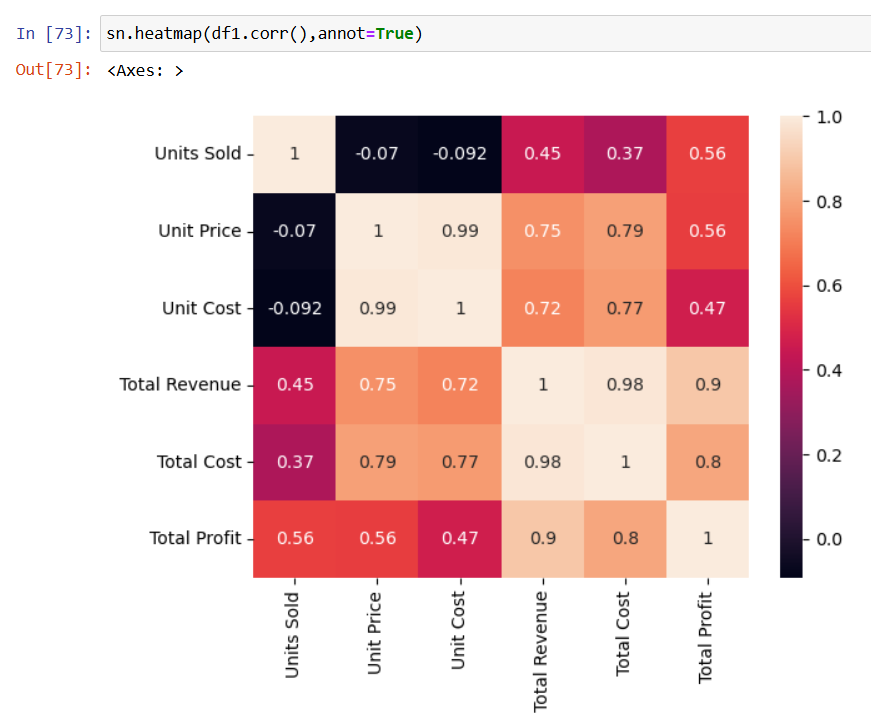 In [73]: sn.heatmap(df1.corr(),annot=True)
Out[73]: <Axes: >
Units Sold 1 -0.07 -0.092 0.45 0.37 0.56
Unit Price -0.07 1 0.99 0.75 0.79 0.56
Unit Cost -0.092 0.99 1 0.72 0.77 0.47
Total Revenue 0.45 0.75 0.72 1 0.98 0.9
Total Cost 0.37 0.79 0.77 0.98 1 0.8
Total Profit 0.56 0.56 0.47 0.9 0.8 1
Units Sold
Unit Price
Unit Cost
Total Revenue
Total Cost
Total Profit
1.0
0.8
0.6
0.4
0.2
0.0